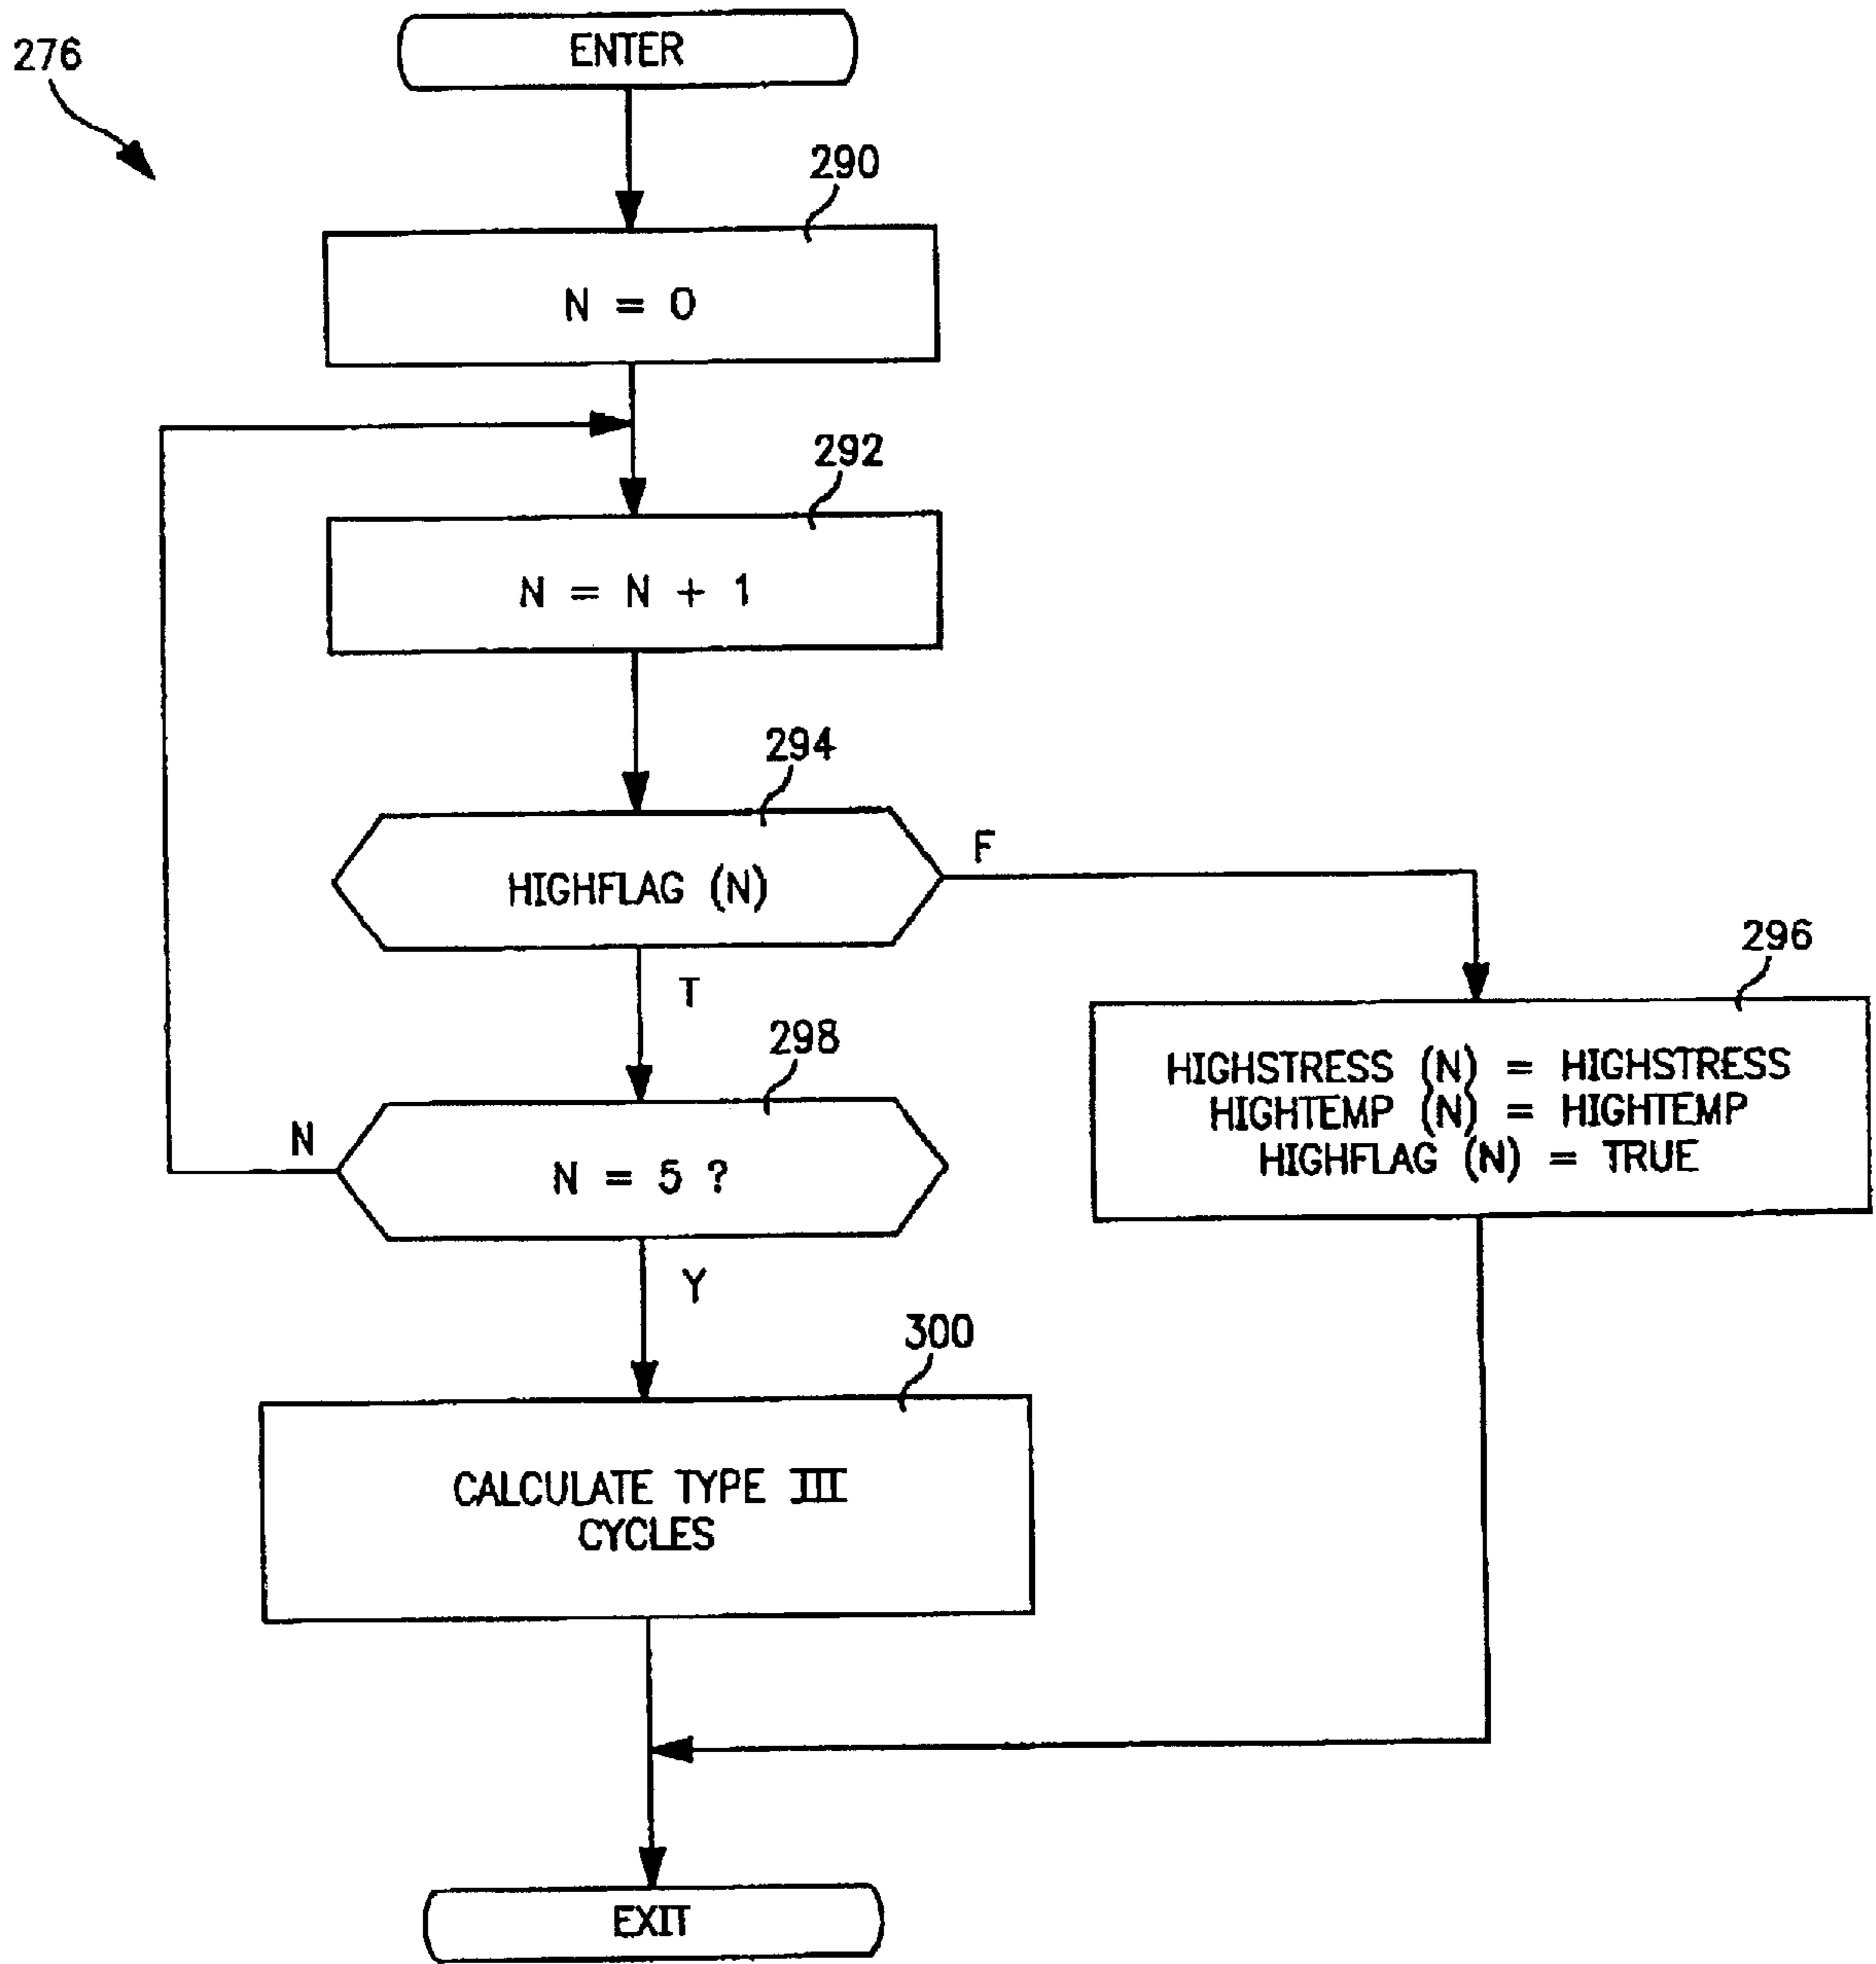 276
ENTER
290
N = 0
292
N = N + 1
294
HIGHFLAG (N)
F
T
296
HIGHSTRESS (N) = HIGHSTRESS
HIGHTEMP (N) = HIGHTEMP
HIGHFLAG (N) = TRUE
298
N
N = 5 ?
Y
300
CALCULATE TYPE III
CYCLES
EXIT